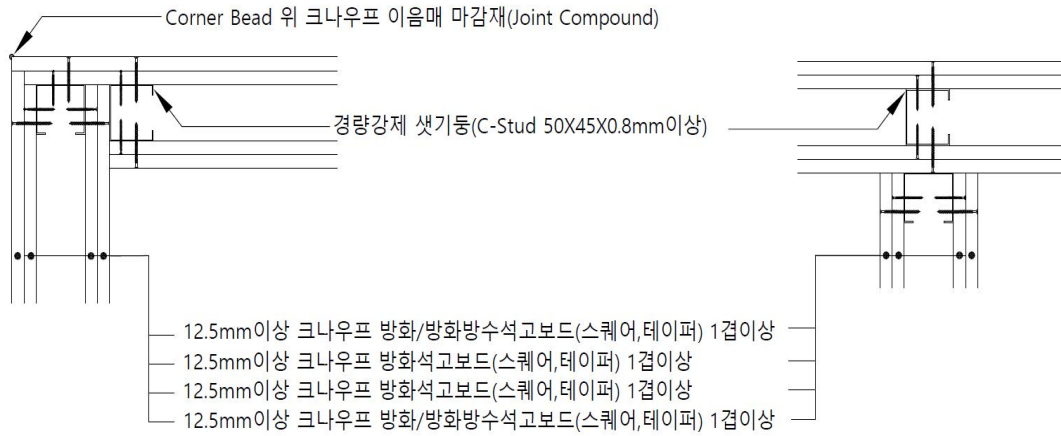 Corner Bead 위 크나우프 이음매 마감재(Joint Compound)
경량강제 샛기둥(C-Stud 50X45X0.8mm이상)
12.5mm이상 크나우프 방화/방화방수석고보드(스퀘어,테이퍼) 1겹이상
12.5mm이상 크나우프 방화석고보드(스퀘어,테이퍼) 1겹이상
12.5mm이상 크나우프 방화석고보드(스퀘어,테이퍼) 1겹이상
12.5mm이상 크나우프 방화/방화방수석고보드(스퀘어,테이퍼) 1겹이상